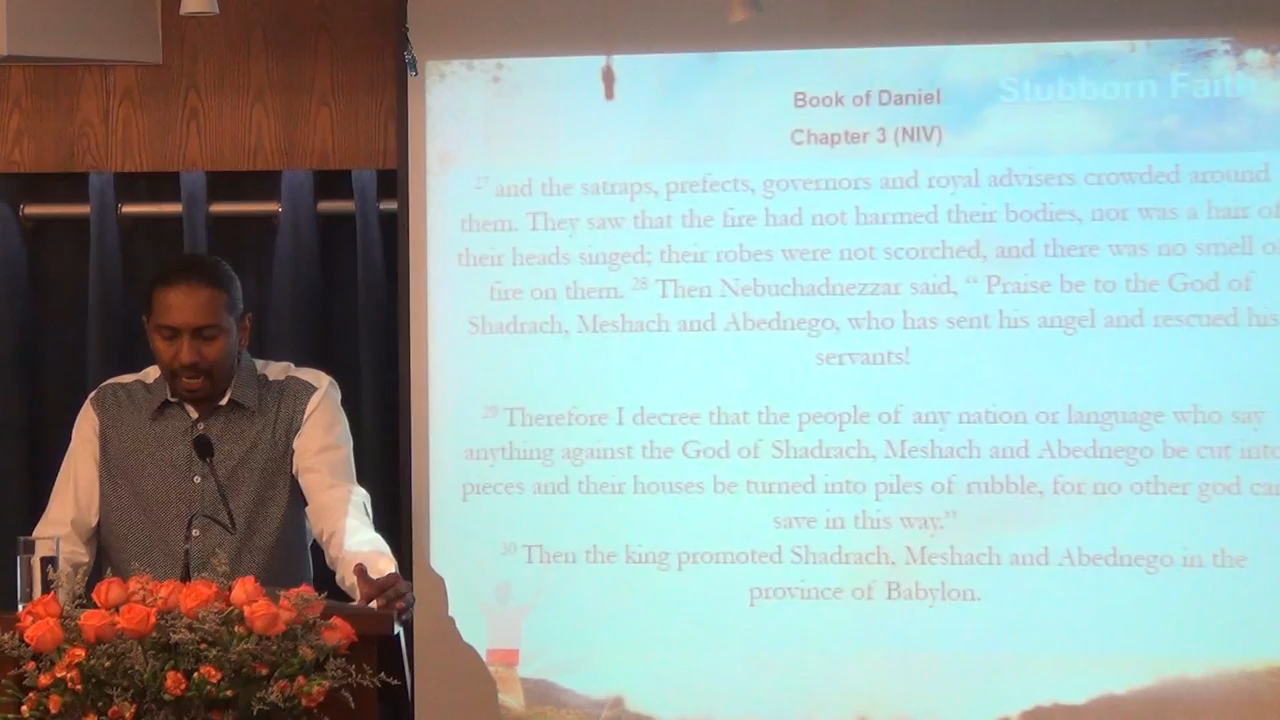 Stubborn Faith
Book of Daniel
Chapter 3 (NIV)
27 and the satraps, prefects, governors and royal advisers crowded around
them. They saw that the fire had not harmed their bodies, nor was a hair of
their heads singed; their robes were not scorched, and there was no smell of
fire on them. 28 Then Nebuchadnezzar said, “ Praise be to the God of
Shadrach, Meshach and Abednego, who has sent his angel and rescued his
servants!
29 Therefore I decree that the people of any nation or language who say
anything against the God of Shadrach, Meshach and Abednego be cut into
pieces and their houses be turned into piles of rubble, for no other god can
save in this way.”
30 Then the king promoted Shadrach, Meshach and Abednego in the
province of Babylon.